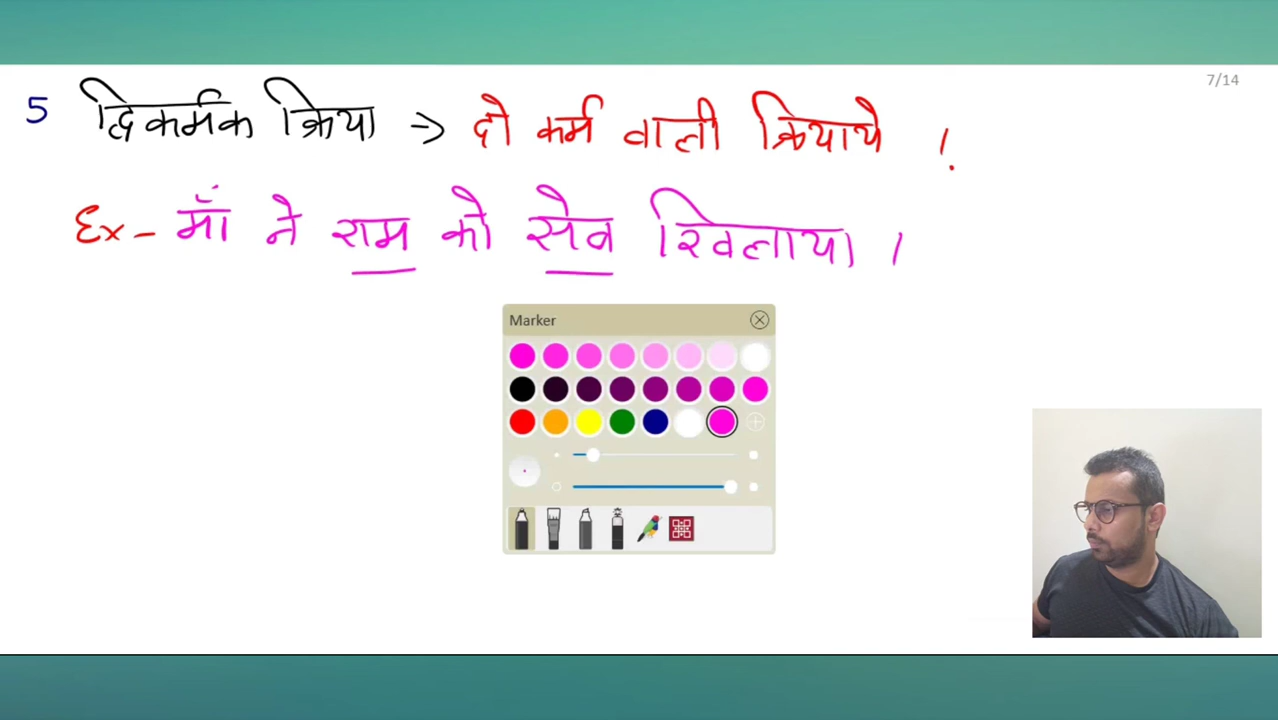 7/14
5 द्विकर्मक क्रिया → दो कर्म वाली क्रियाये !
Ex - माँ ने राम को सेव खिलाया ।
Marker